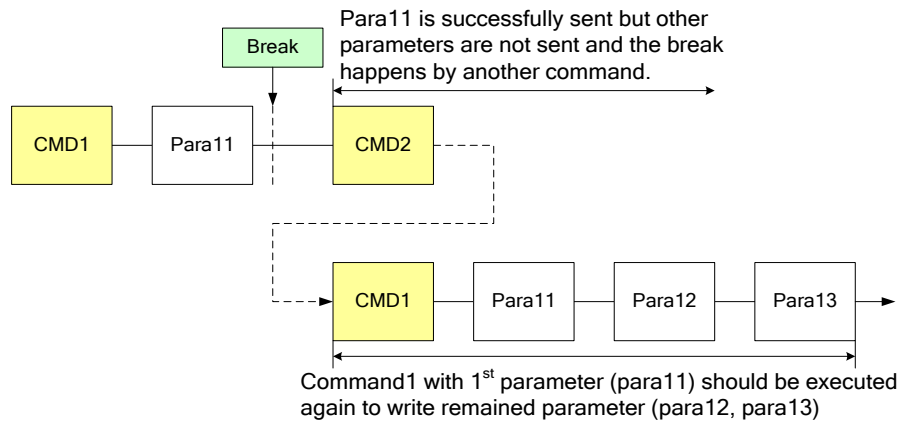 Para11 is successfully sent but other
parameters are not sent and the break
happens by another command.
Break
CMD1
Para11
CMD2
CMD1
Para11
Para12
Para13
Command1 with 1st parameter (para11) should be executed
again to write remained parameter (para12, para13)